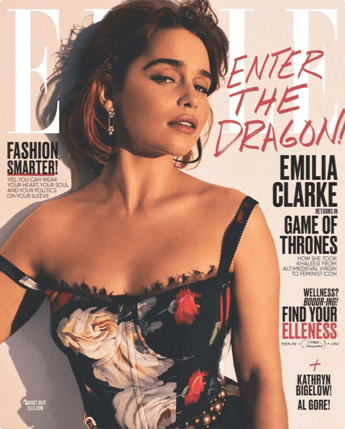 ELLE
ENTER
THE
DRAGON!
FASHION,
SMARTER!
YES, YOU CAN WEAR
YOUR HEART, YOUR SOUL,
AND YOUR POLITICS
ON YOUR SLEEVE
EMILIA
CLARKE
RETURNS IN
GAME OF
THRONES
HOW SHE TOOK
KHALEESI FROM
ALT-MEDIEVAL VIRGIN
TO FEMINIST ICON
WELLNESS?
BOOOR-ING!
FIND YOUR
ELLENESS
+
KATHRYN
BIGELOW!
AL GORE!
AUGUST 2017
ELLE.COM